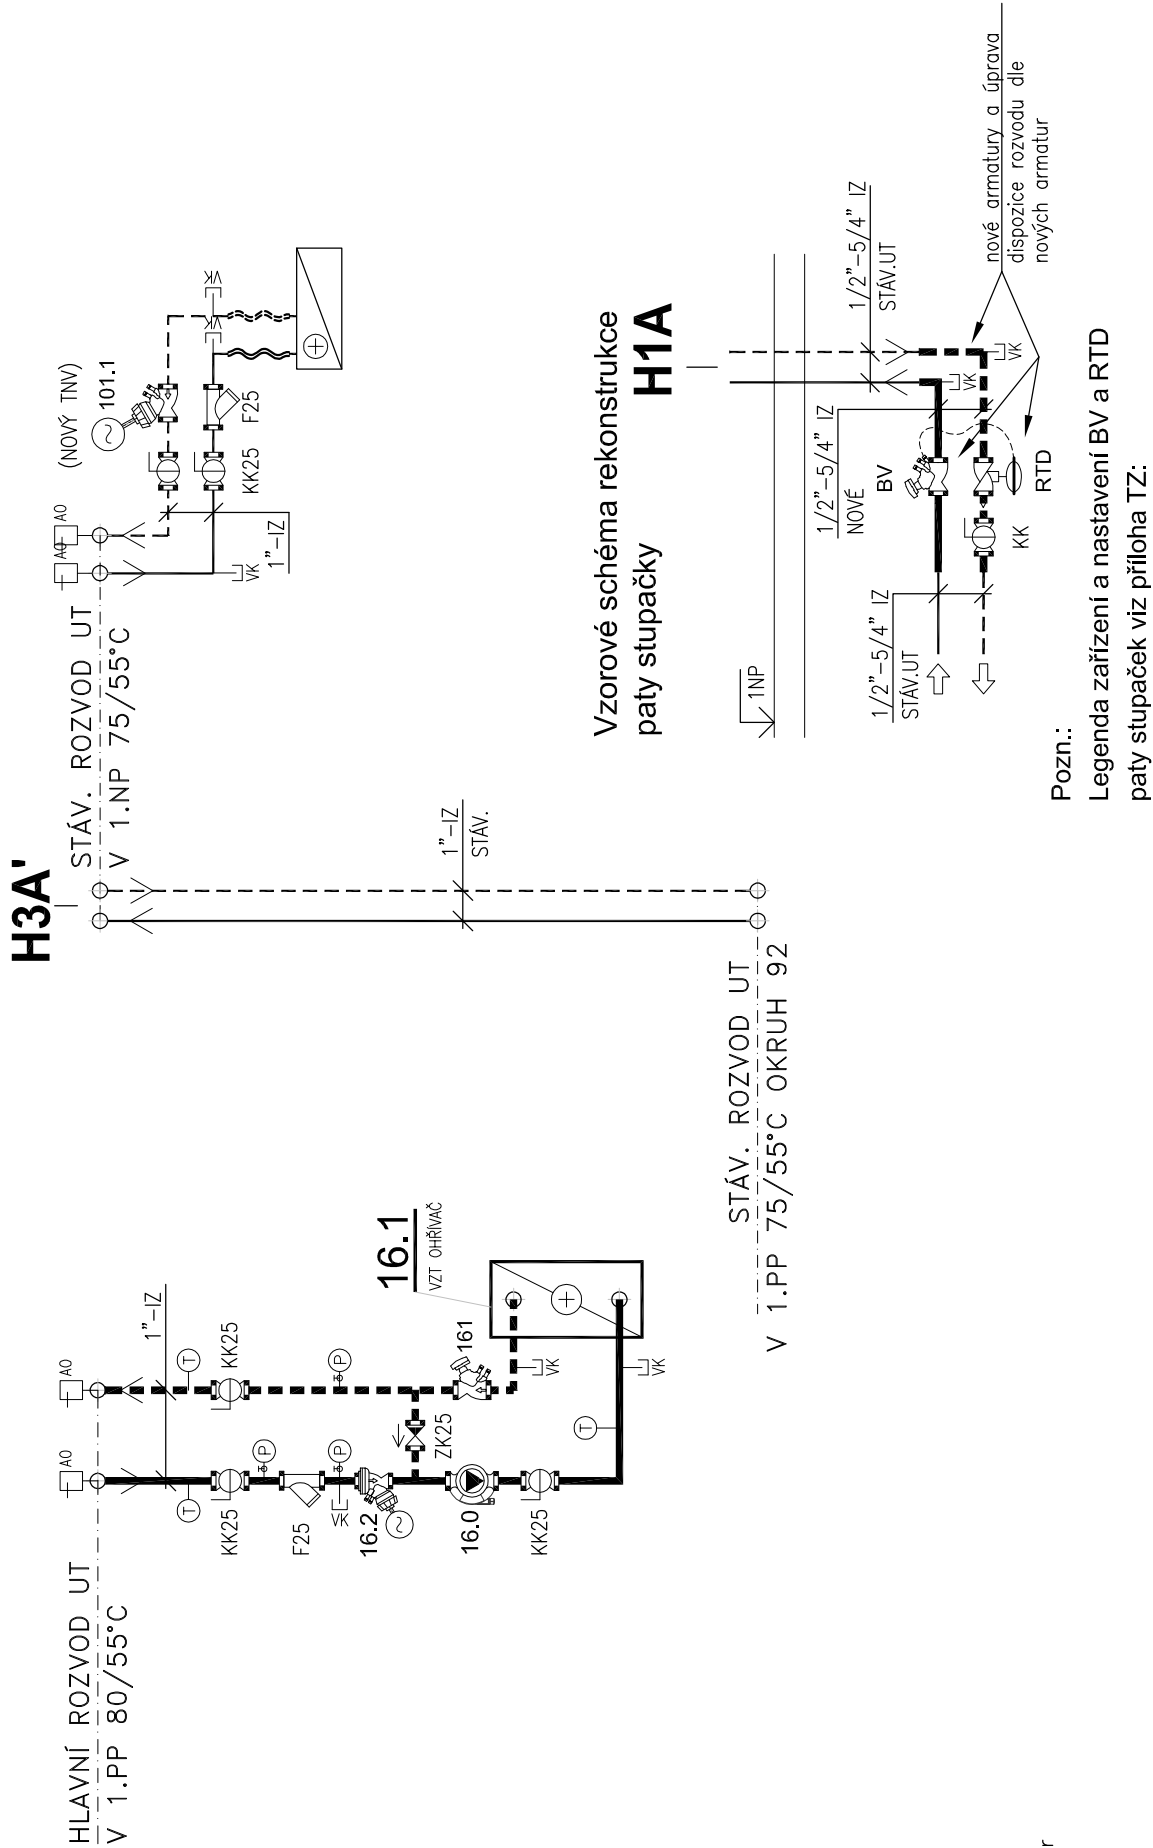 H3A'
HLAVNÍ ROZVOD UT
V 1.PP 80/55°C
AO
AO
1"-IZ
T
T
KK25
KK25
P
P
P
F25
VK
16.2
~
ZK25
161
16.0
KK25
T
VK
VK
16.1
VZT OHŘÍVAČ
STÁV. ROZVOD UT
V 1.NP 75/55°C
1"-IZ
STÁV.
STÁV. ROZVOD UT
V 1.PP 75/55°C OKRUH 92
AO
AO
(NOVÝ TNV)
101.1
~
KK25
F25
VK
1"-IZ
VK
VK
Vzorové schéma rekonstrukce
paty stupačky
H1A
1NP
1/2"-5/4" IZ
STÁV.UT
1/2"-5/4" IZ
NOVÉ
1/2"-5/4" IZ
STÁV.UT
BV
KK
RTD
VK
VK
nové armatury a úprava
dispozice rozvodu dle
nových armatur
Pozn.:
Legenda zařízení a nastavení BV a RTD
paty stupaček viz příloha TZ:
r